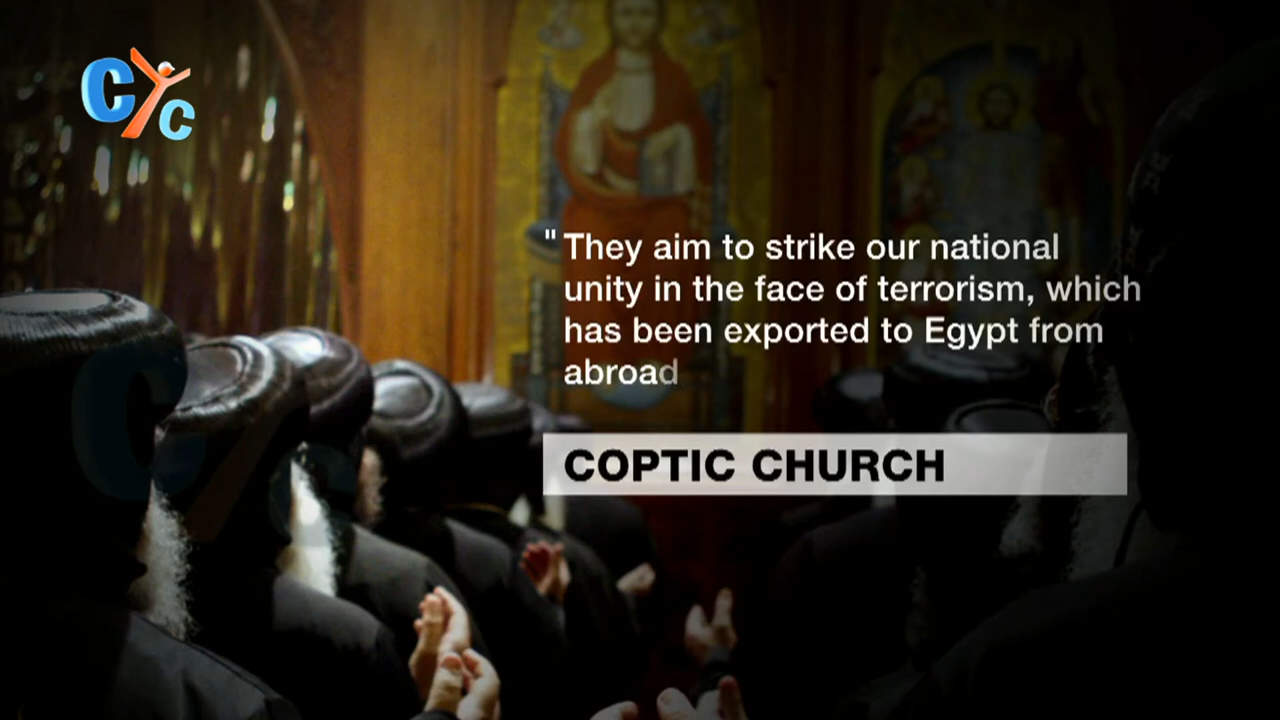 CYC
" They aim to strike our national
unity in the face of terrorism, which
has been exported to Egypt from
abroad
COPTIC CHURCH